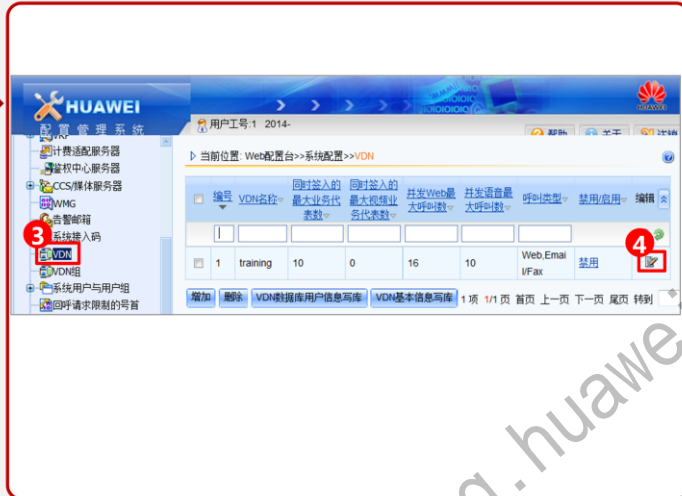 HUAWEI
配置管理系统
HUAWEI
用户工号:1 2014-
帮助 关于 注销
计费适配服务器
鉴权中心服务器
CCS/媒体服务器
WMG
告警邮箱
系统接入码
3
VDN
VDN组
系统用户与用户组
回呼请求限制的号首
当前位置: Web配置台>>系统配置>>VDN
编号 VDN名称 同时签入的最大业务代表数 同时签入的最大视频业务代表数 并发Web最大呼叫数 并发语音最大呼叫数 呼叫类型 禁用/启用 编辑
4
1 training 10 0 16 10 Web,Email/Fax 禁用
增加 删除 VDN数据库用户信息写库 VDN基本信息写库 1 项 1/1 页 首页 上一页 下一页 尾页 转到
.huawe